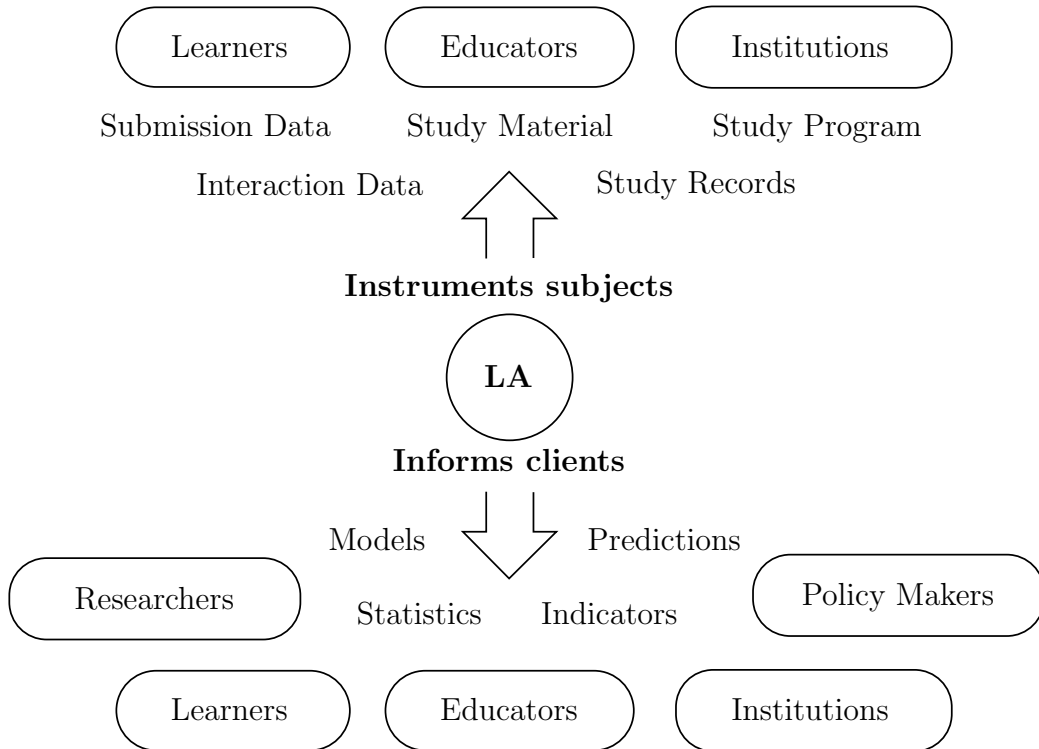 Learners Educators Institutions
Submission Data Study Material Study Program
Interaction Data Study Records
Instruments subjects
LA
Informs clients
Models Predictions
Researchers Policy Makers
Statistics Indicators
Learners Educators Institutions